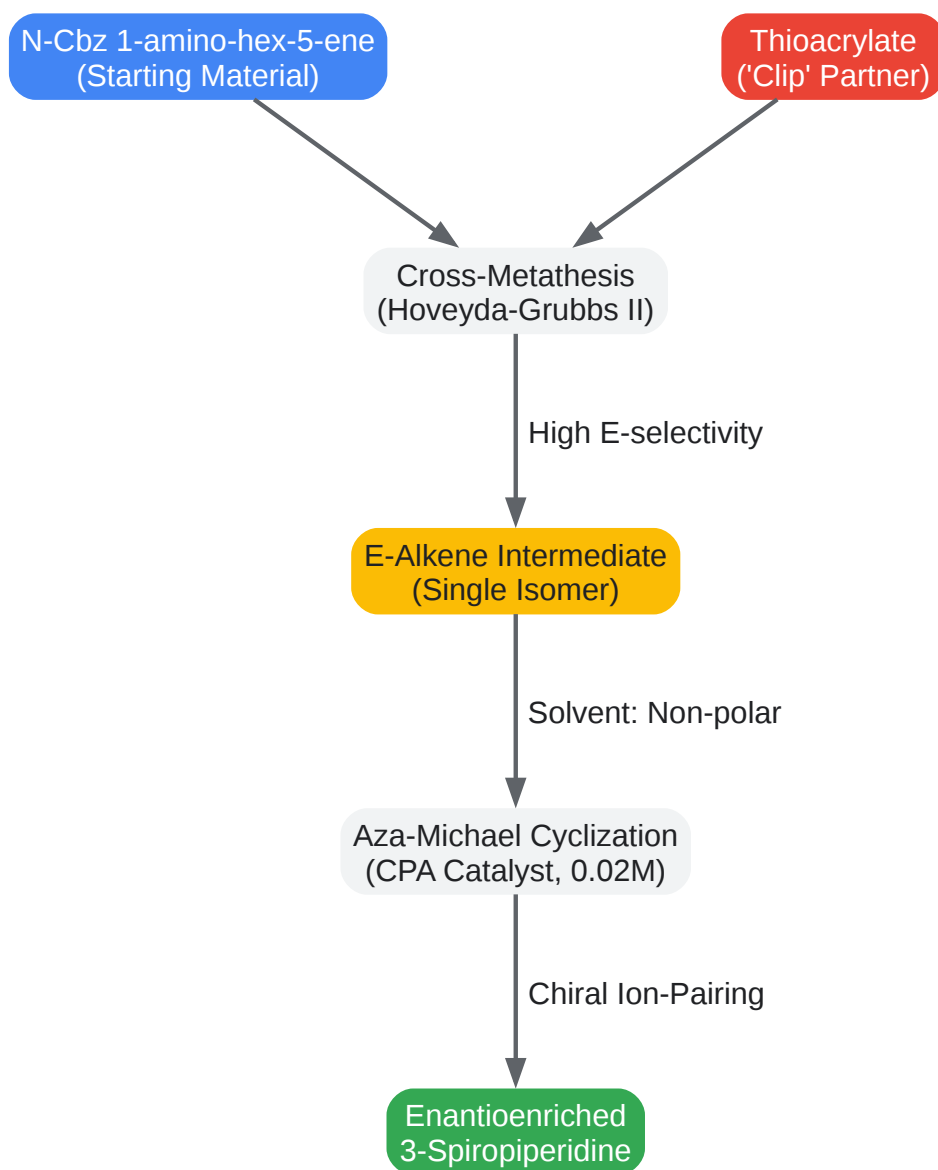 N-Cbz 1-amino-hex-5-ene
(Starting Material)
Thioacrylate
('Clip' Partner)
Cross-Metathesis
(Hoveyda-Grubbs II)
High E-selectivity
E-Alkene Intermediate
(Single Isomer)
Solvent: Non-polar
Aza-Michael Cyclization
(CPA Catalyst, 0.02M)
Chiral Ion-Pairing
Enantioenriched
3-Spiropiperidine